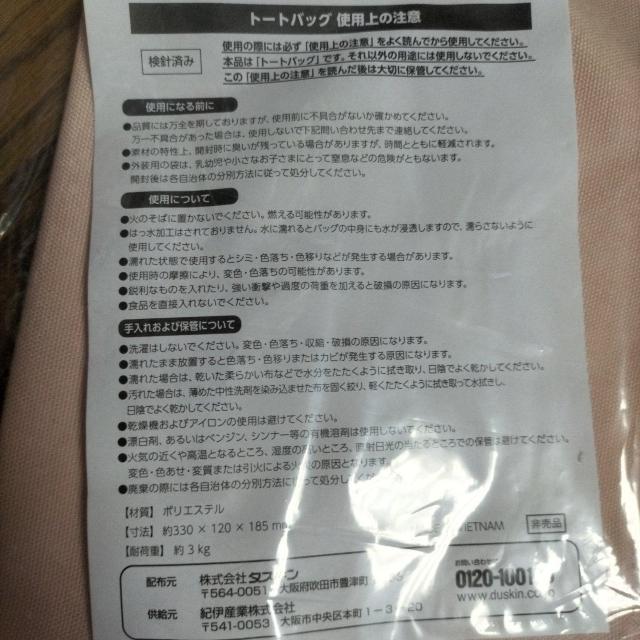 トートバッグ 使用上の注意
検針済み
使用の際には必ず「使用上の注意」をよく読んでから使用してください。
本品は「トートバッグ」です。それ以外の用途には使用しないでください。
この「使用上の注意」を読んだ後は大切に保管してください。
使用になる前に
●品質には万全を期しておりますが、使用前に不具合がないか確かめてください。
万一不具合があった場合は、使用しないで下記問い合わせ先まで連絡してください。
●素材の特性上、開封時に臭いが残っている場合がありますが、時間とともに軽減されます。
●外装用の袋は、乳幼児や小さなお子さまにとって窒息などの危険がともないます。
開封後は各自治体の分別方法に従って処分してください。
使用について
●火のそばに置かないでください。燃える可能性があります。
●はっ水加工はされておりません。水に濡れるとバッグの中身にも水が浸透しますので、濡らさないように
使用してください。
●濡れた状態で使用するとシミ・色落ち・色移りなどが発生する場合があります。
●使用時の摩擦により、変色・色落ちの可能性があります。
●鋭利なものを入れたり、強い衝撃や過度の荷重を加えると破損の原因になります。
●食品を直接入れないでください。
手入れおよび保管について
●洗濯はしないでください。変色・色落ち・収縮・破損の原因になります。
●濡れたまま放置すると色落ち・色移りまたはカビが発生する原因になります。
●濡れた場合は、乾いた柔らかい布などで水分をたたくように拭き取り、日陰でよく乾かしてください。
●汚れた場合は、薄めた中性洗剤を染み込ませた布を固く絞り、軽くたたくように拭き取って水拭きし、
日陰でよく乾かしてください。
●乾燥機およびアイロンの使用は避けてください。
●漂白剤、あるいはベンジン、シンナー等の有機溶剤は使用しないでください。
●火気の近くや高温となるところ、湿度の高いところ、直射日光の当たるところでの保管は避けてください。
変色・色あせ・変質または引火による火災の原因となります。
●廃棄の際には各自治体の分別方法に従って処分し
【材質】 ポリエステル
【寸法】 約330 × 120 × 185
VIETNAM 非売品
【耐荷重】 約3kg
配布元 株式会社ダスキン
〒564-0051 大阪府吹田市豊津町
お問い合わせ
0120-100
www.duskin.co
供給元 紀伊産業株式会社
〒541-0053 大阪市中央区本町1-3-20